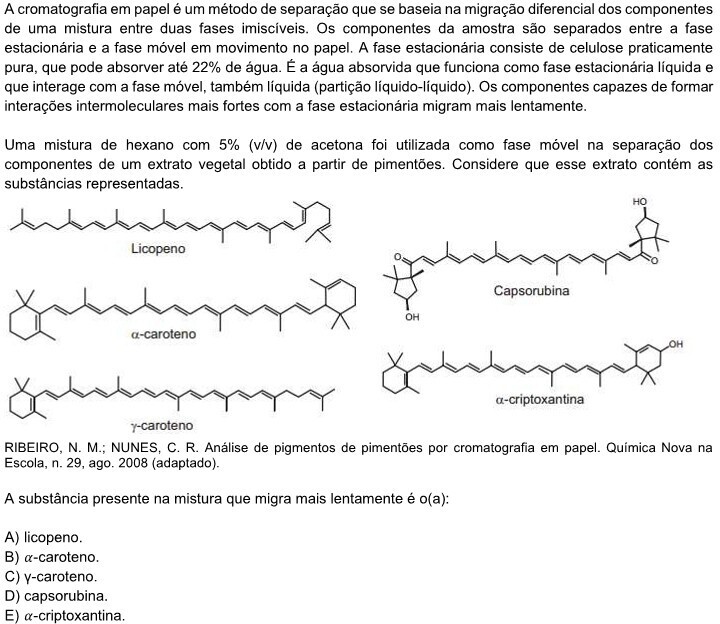 A cromatografia em papel é um método de separação que se baseia na migração diferencial dos componentes
de uma mistura entre duas fases imiscíveis. Os componentes da amostra são separados entre a fase
estacionária e a fase móvel em movimento no papel. A fase estacionária consiste de celulose praticamente
pura, que pode absorver até 22% de água. É a água absorvida que funciona como fase estacionária líquida e
que interage com a fase móvel, também líquida (partição líquido-líquido). Os componentes capazes de formar
interações intermoleculares mais fortes com a fase estacionária migram mais lentamente.
Uma mistura de hexano com 5% (v/v) de acetona foi utilizada como fase móvel na separação dos
componentes de um extrato vegetal obtido a partir de pimentões. Considere que esse extrato contém as
substâncias representadas.
Licopeno
HO
O
O
OH
Capsorubina
α-caroteno
OH
α-criptoxantina
γ-caroteno
RIBEIRO, N. M.; NUNES, C. R. Análise de pigmentos de pimentões por cromatografia em papel. Química Nova na
Escola, n. 29, ago. 2008 (adaptado).
A substância presente na mistura que migra mais lentamente é o(a):
A) licopeno.
B) α-caroteno.
C) γ-caroteno.
D) capsorubina.
E) α-criptoxantina.